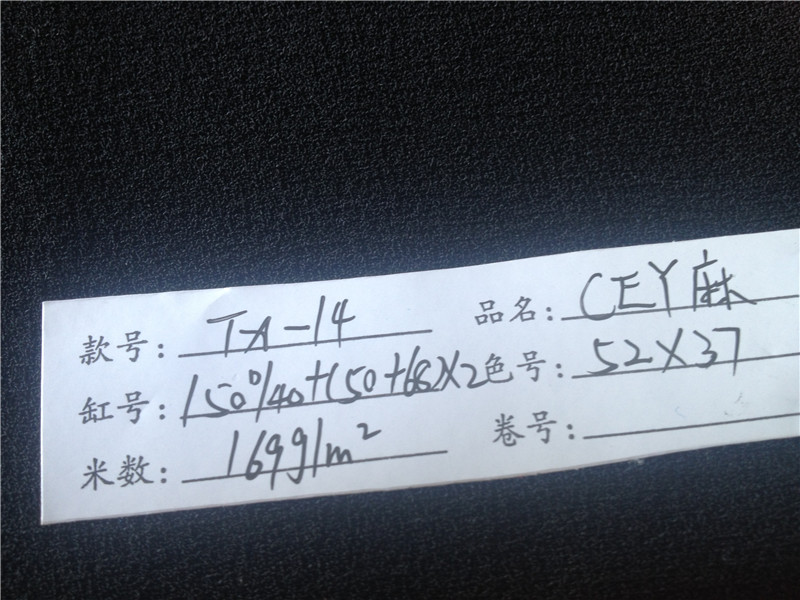 款号: TA-14 品名: CEY麻
缸号: 150D/40+(50+68)X2 色号: 52X37
米数: 169g/m² 卷号: